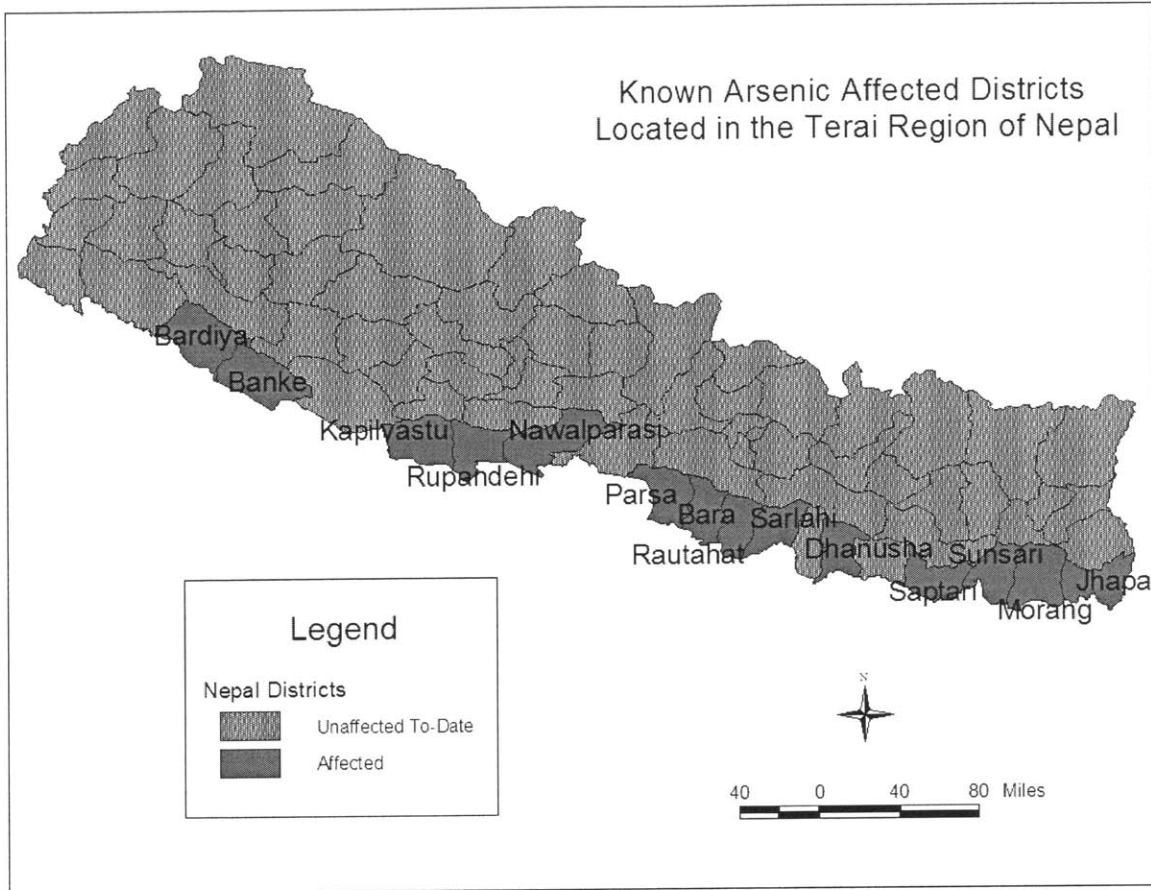 Known Arsenic Affected Districts
Located in the Terai Region of Nepal
Bardiya
Banke
Kapilvastu
Nawalparasi
Rupandehi
Parsa
Bara
Sarlahi
Rautahat
Dhanusha
Sunsari
Saptari
Jhapa
Morang
Legend
Nepal Districts
Unaffected To-Date
Affected
N
40 0 40 80 Miles